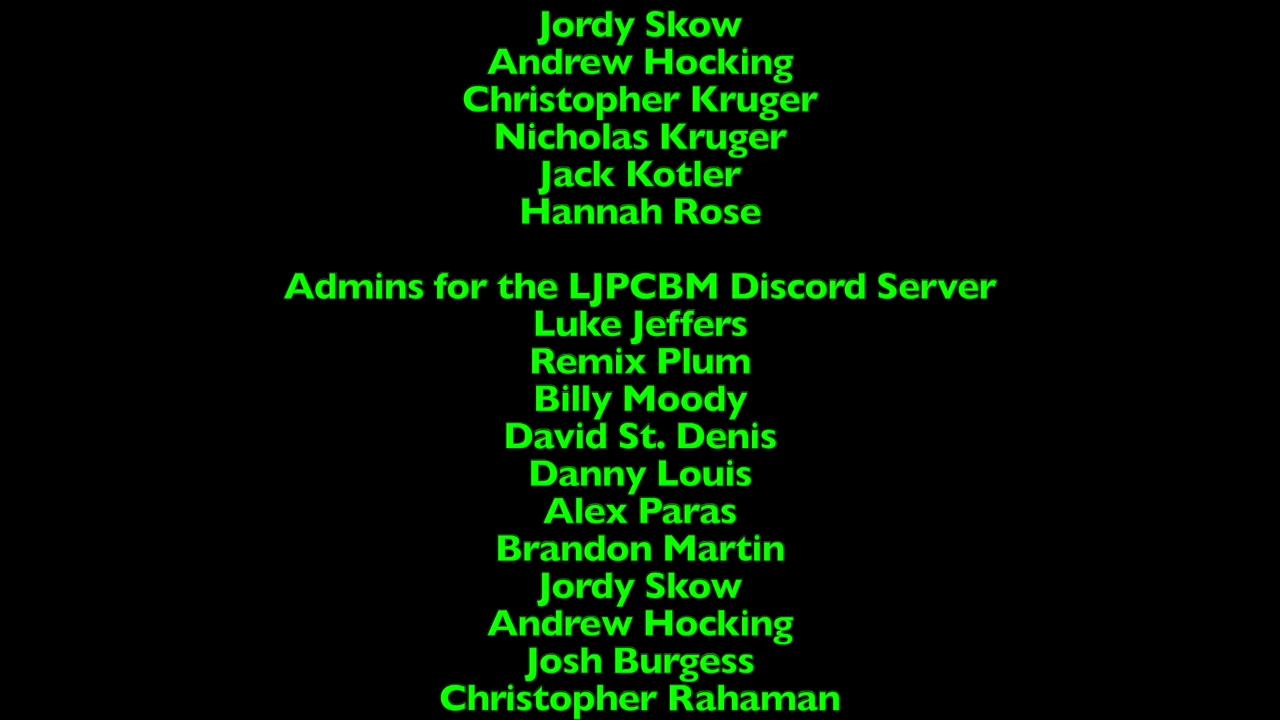 Jordy Skow
Andrew Hocking
Christopher Kruger
Nicholas Kruger
Jack Kotler
Hannah Rose
Admins for the LJPCBM Discord Server
Luke Jeffers
Remix Plum
Billy Moody
David St. Denis
Danny Louis
Alex Paras
Brandon Martin
Jordy Skow
Andrew Hocking
Josh Burgess
Christopher Rahaman